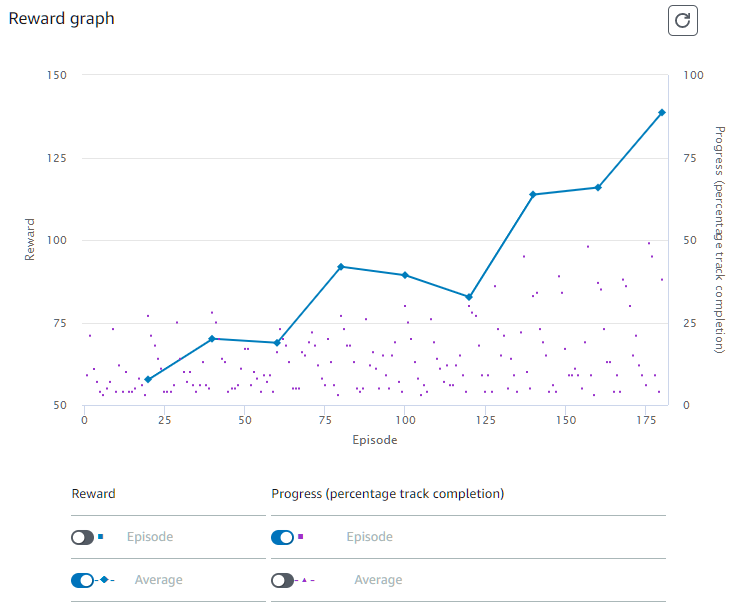 Reward graph
150 100
125 75
100 50
75 25
50 0
Reward
Progress (percentage track completion)
0 25 50 75 100 125 150 175
Episode
Reward Progress (percentage track completion)
Episode Episode
Average Average